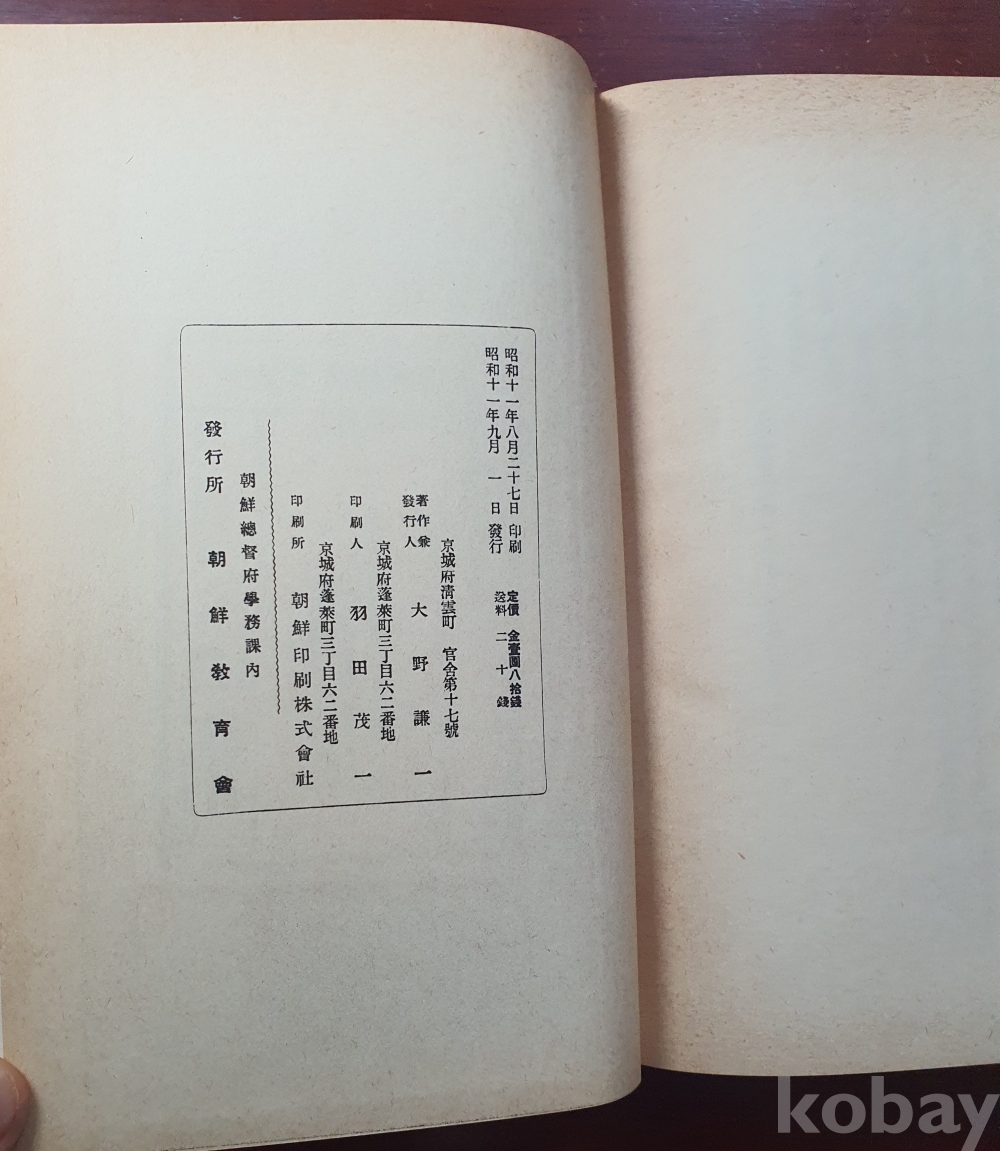 昭和十一年八月二十七日 印刷
昭和十一年九月 一 日 發行
定價 金壹圓八拾錢
送料 二十錢
京城府淸雲町 官舍第十七號
著作兼
發行人 大野謙一
京城府蓬萊町三丁目六二番地
印刷人 羽田茂一
京城府蓬萊町三丁目六二番地
印刷所 朝鮮印刷株式會社
朝鮮總督府學務課內
發行所 朝鮮敎育會
kobay